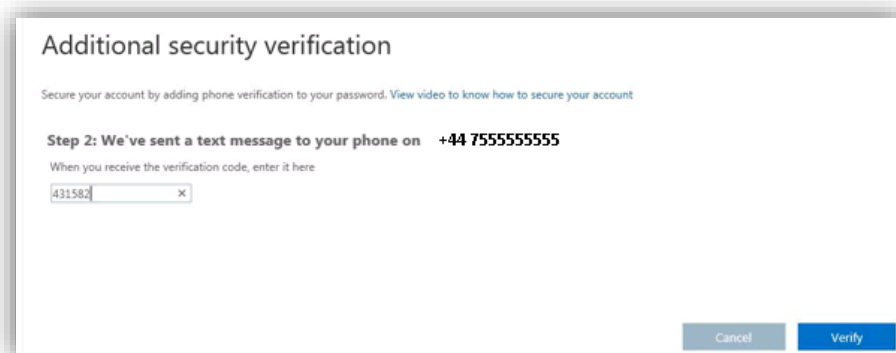 Additional security verification
Secure your account by adding phone verification to your password. View video to know how to secure your account
Step 2: We've sent a text message to your phone on +44 7555555555
When you receive the verification code, enter it here
431582 ×
Cancel Verify